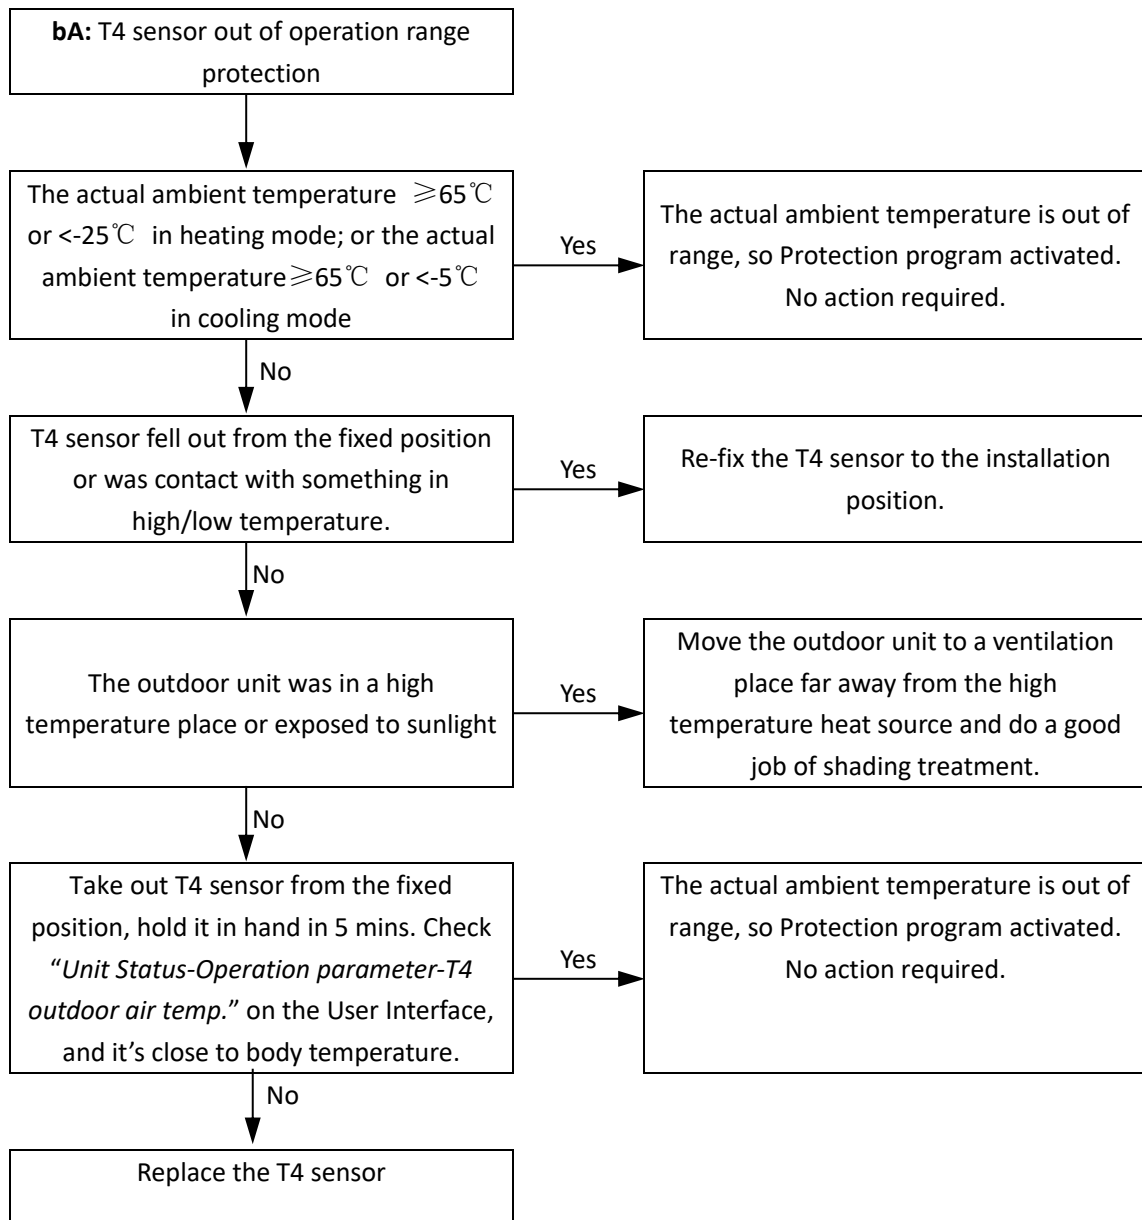 bA: T4 sensor out of operation range
protection
The actual ambient temperature ≥65℃
or <-25℃ in heating mode; or the actual
ambient temperature≥65℃ or <-5℃
in cooling mode
Yes
The actual ambient temperature is out of
range, so Protection program activated.
No action required.
No
T4 sensor fell out from the fixed position
or was contact with something in
high/low temperature.
Yes
Re-fix the T4 sensor to the installation
position.
No
The outdoor unit was in a high
temperature place or exposed to sunlight
Yes
Move the outdoor unit to a ventilation
place far away from the high
temperature heat source and do a good
job of shading treatment.
No
Take out T4 sensor from the fixed
position, hold it in hand in 5 mins. Check
“Unit Status-Operation parameter-T4
outdoor air temp.” on the User Interface,
and it’s close to body temperature.
Yes
The actual ambient temperature is out of
range, so Protection program activated.
No action required.
No
Replace the T4 sensor